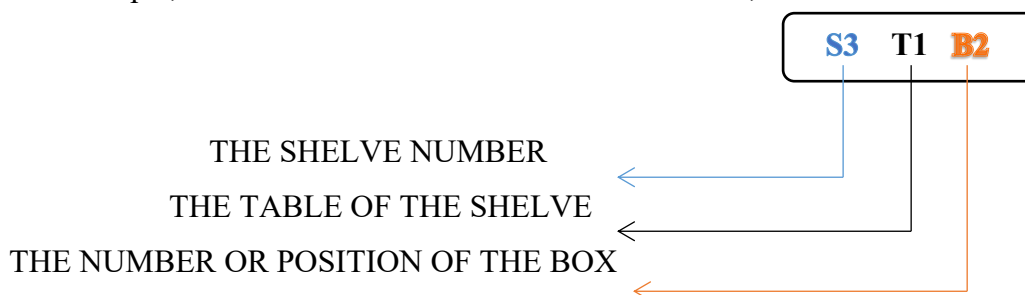 S3 T1 B2
THE SHELVE NUMBER
THE TABLE OF THE SHELVE
THE NUMBER OR POSITION OF THE BOX